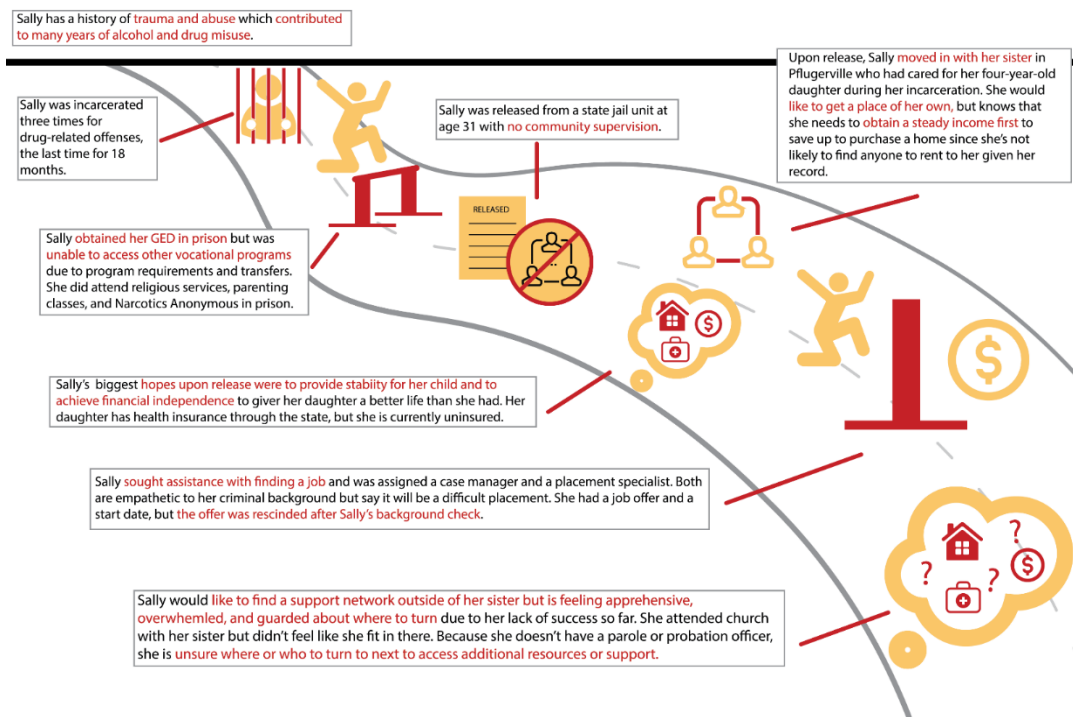 Sally has a history of trauma and abuse which contributed
to many years of alcohol and drug misuse.
Sally was incarcerated
three times for
drug-related offenses,
the last time for 18
months.
Sally obtained her GED in prison but was
unable to access other vocational programs
due to program requirements and transfers.
She did attend religious services, parenting
classes, and Narcotics Anonymous in prison.
Sally was released from a state jail unit at
age 31 with no community supervision.
RELEASED
...
Upon release, Sally moved in with her sister in
Pflugerville who had cared for her four-year-old
daughter during her incarceration. She would
like to get a place of her own, but knows that
she needs to obtain a steady income first to
save up to purchase a home since she's not
likely to find anyone to rent to her given her
record.
$
$
Sally's biggest hopes upon release were to provide stabiity for her child and to
achieve financial independence to giver her daughter a better life than she had. Her
daughter has health insurance through the state, but she is currently uninsured.
Sally sought assistance with finding a job and was assigned a case manager and a placement specialist. Both
are empathetic to her criminal background but say it will be a difficult placement. She had a job offer and a
start date, but the offer was rescinded after Sally's background check.
?
$
?
?
Sally would like to find a support network outside of her sister but is feeling apprehensive,
overwhemled, and guarded about where to turn due to her lack of success so far. She attended church
with her sister but didn't feel like she fit in there. Because she doesn't have a parole or probation officer,
she is unsure where or who to turn to next to access additional resources or support.